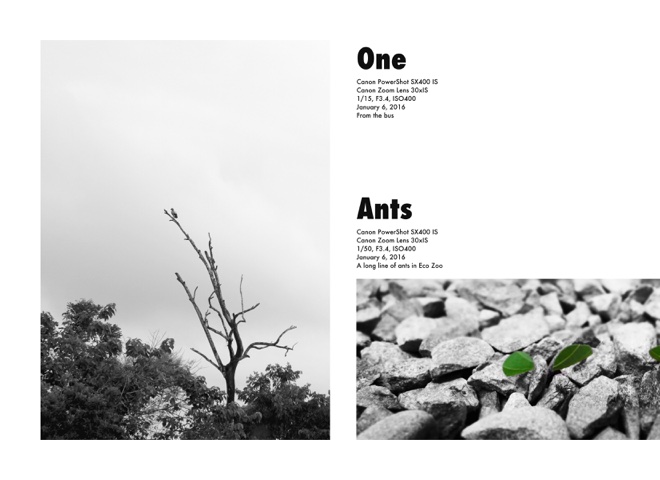 One
Canon PowerShot SX400 IS
Canon Zoom Lens 30xIS
1/15, F3.4, ISO400
January 6, 2016
From the bus
Ants
Canon PowerShot SX400 IS
Canon Zoom Lens 30xIS
1/50, F3.4, ISO400
January 6, 2016
A long line of ants in Eco Zoo